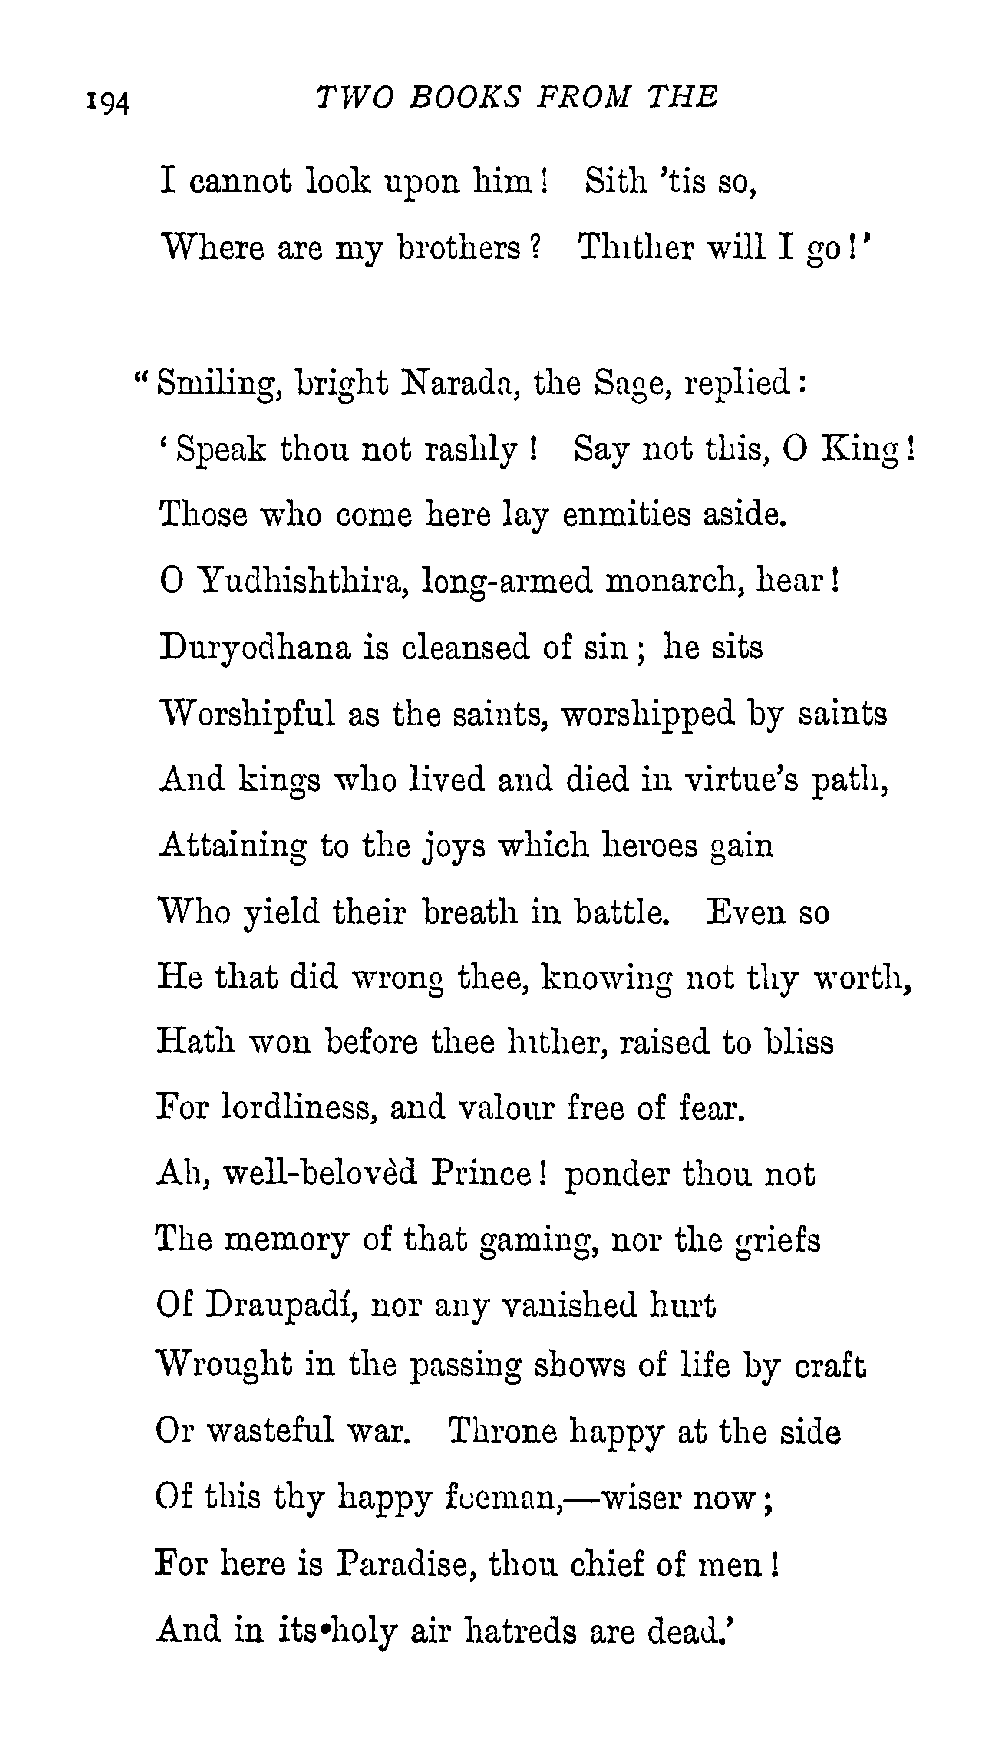 194 TWO BOOKS FROM THE
I cannot look upon him! Sith 'tis so,
Where are my brothers? Thither will I go!'
"Smiling, bright Narada, the Sage, replied:
'Speak thou not rashly! Say not this, O King!
Those who come here lay enmities aside.
O Yudhishthira, long-armed monarch, hear!
Duryodhana is cleansed of sin; he sits
Worshipful as the saints, worshipped by saints
And kings who lived and died in virtue's path,
Attaining to the joys which heroes gain
Who yield their breath in battle. Even so
He that did wrong thee, knowing not thy worth,
Hath won before thee hither, raised to bliss
For lordliness, and valour free of fear.
Ah, well-belovèd Prince! ponder thou not
The memory of that gaming, nor the griefs
Of Draupadí, nor any vanished hurt
Wrought in the passing shows of life by craft
Or wasteful war. Throne happy at the side
Of this thy happy foeman,—wiser now;
For here is Paradise, thou chief of men!
And in its holy air hatreds are dead.'